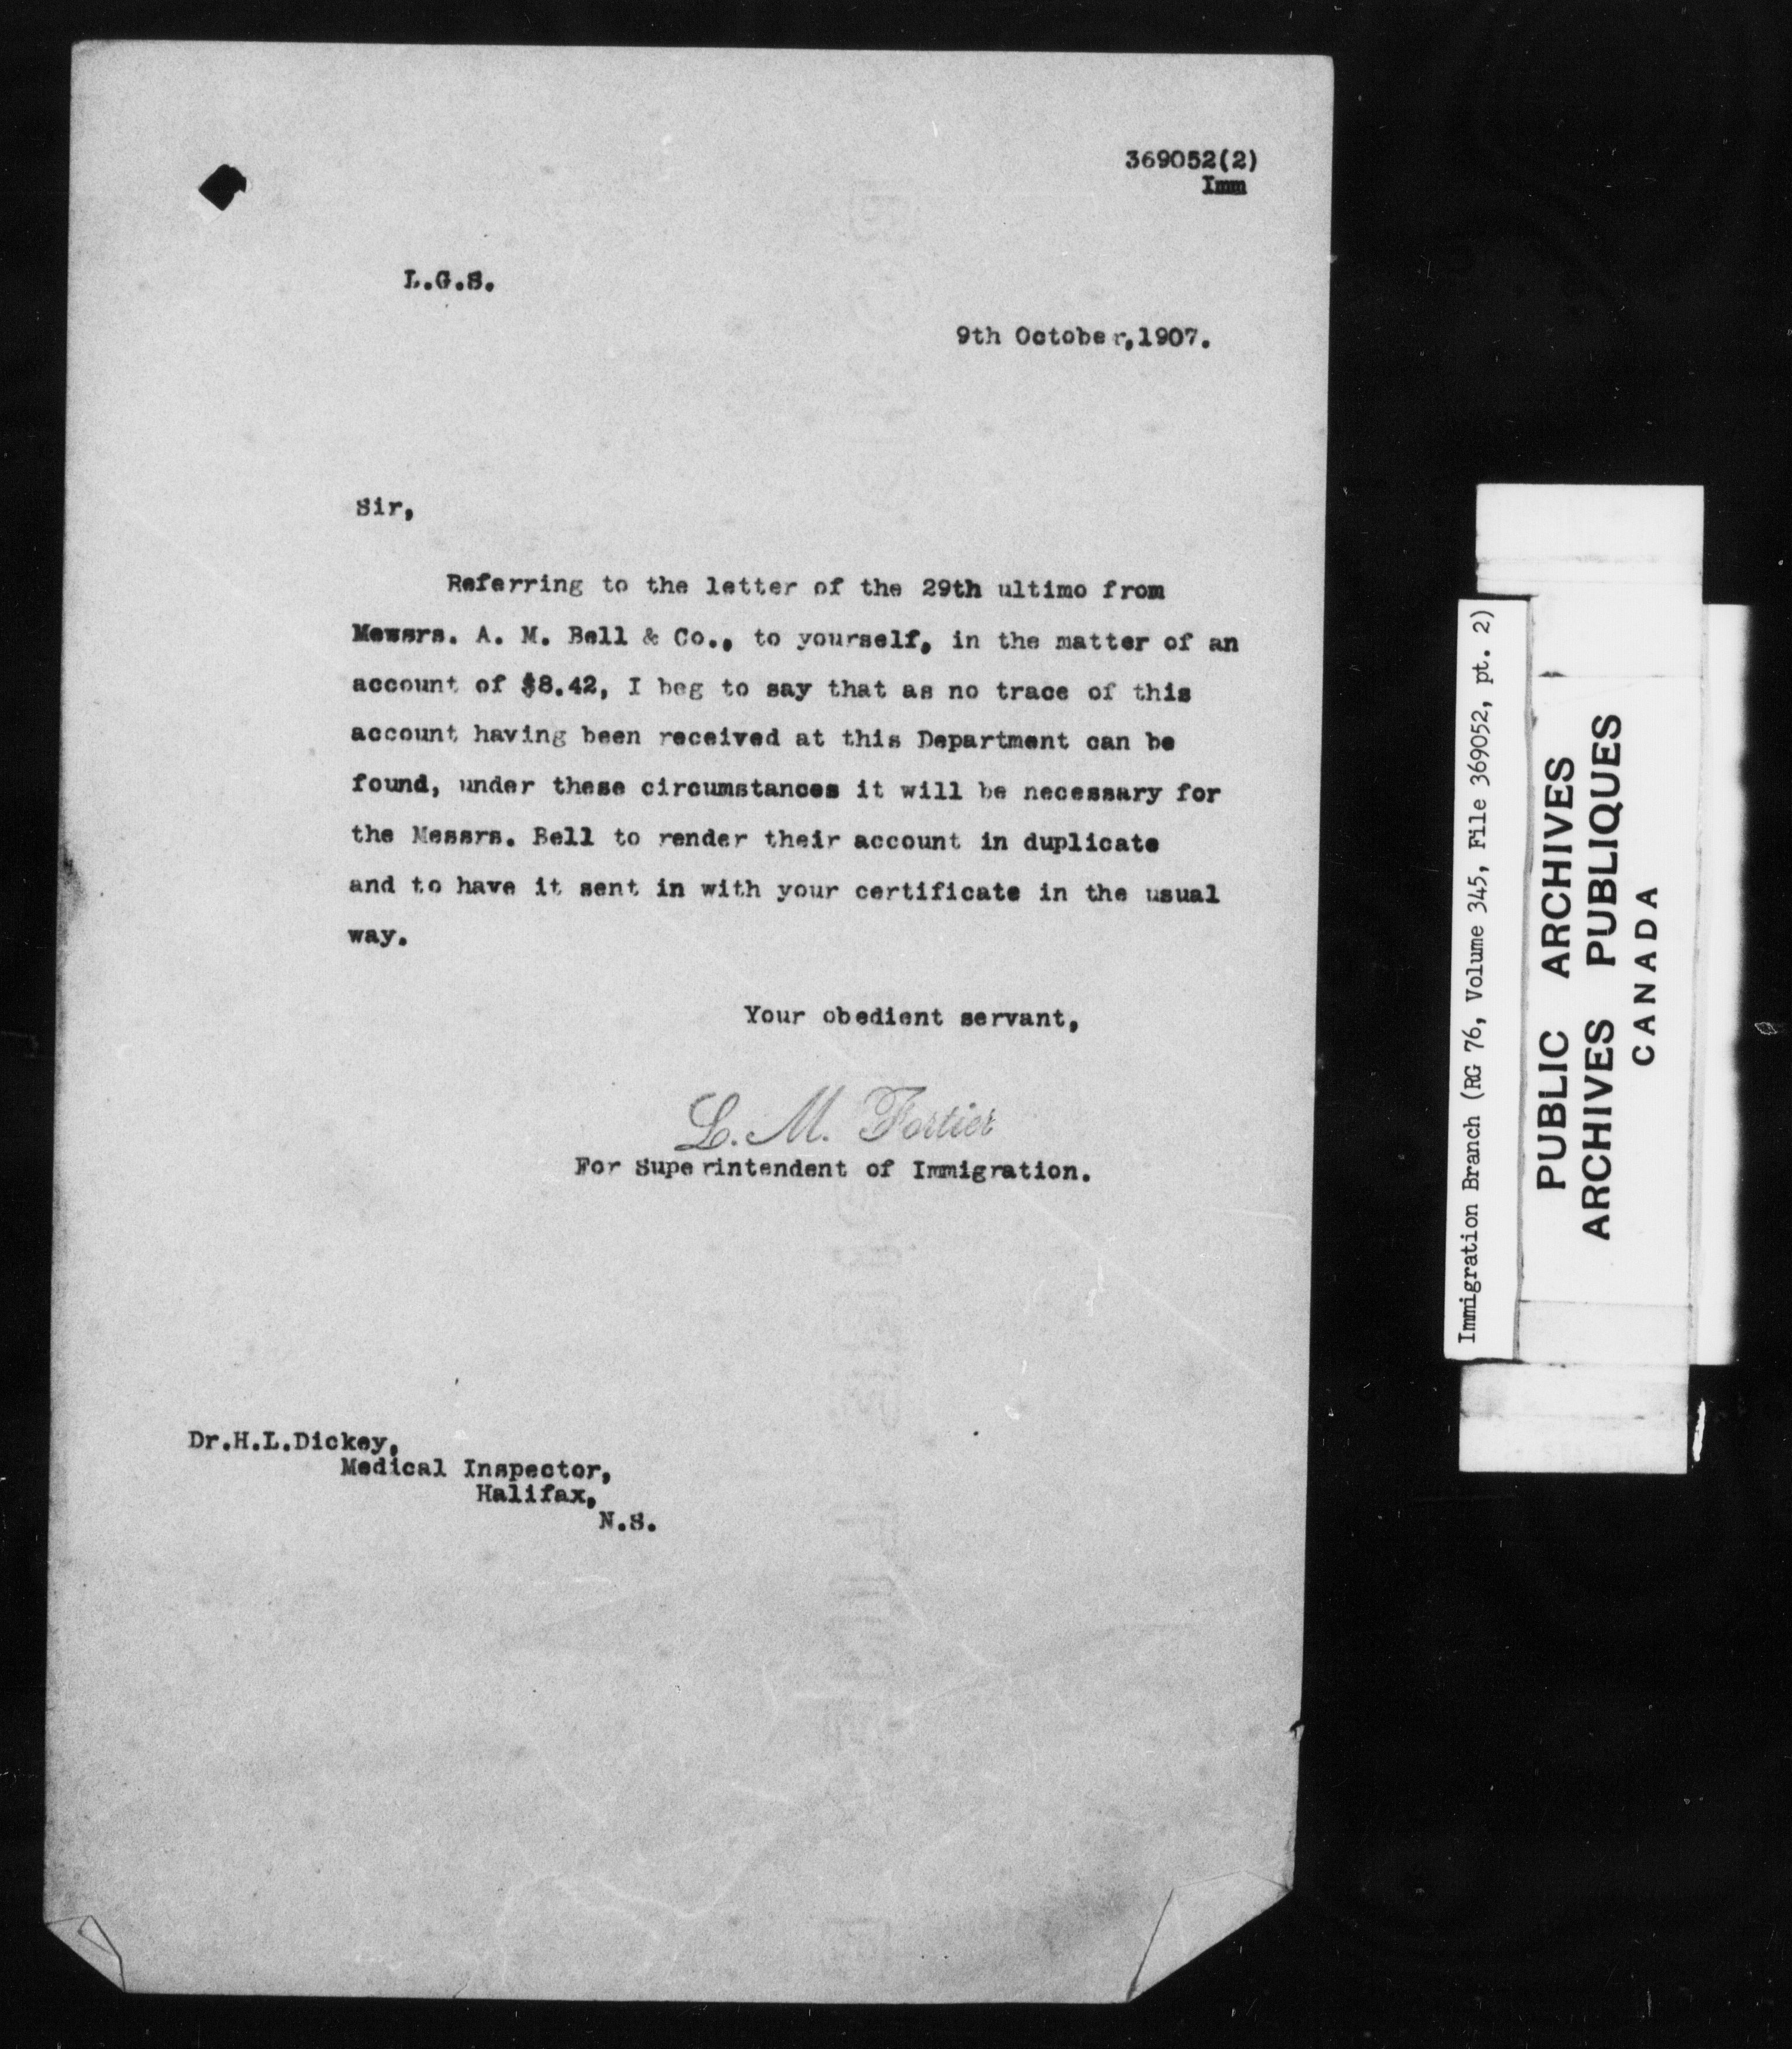 369052(2)
Imm
L.G.S.
9th October,1907.
Sir,
Referring to the letter of the 29th ultimo from
Messrs. A. M. Bell & Co., to yourself, in the matter of an
account of $8.42, I beg to say that as no trace of this
account having been received at this Department can be
found, under these circumstances it will be necessary for
the Messrs. Bell to render their account in duplicate
and to have it sent in with your certificate in the usual
way.
Your obedient servant,
L. M. Fortier
For Superintendent of Immigration.
Dr.H.L.Dickey,
Medical Inspector,
Halifax,
N.S.
Immigration Branch (RG 76, Volume 345, File 369052, pt. 2)
PUBLIC ARCHIVES
ARCHIVES PUBLIQUES
CANADA